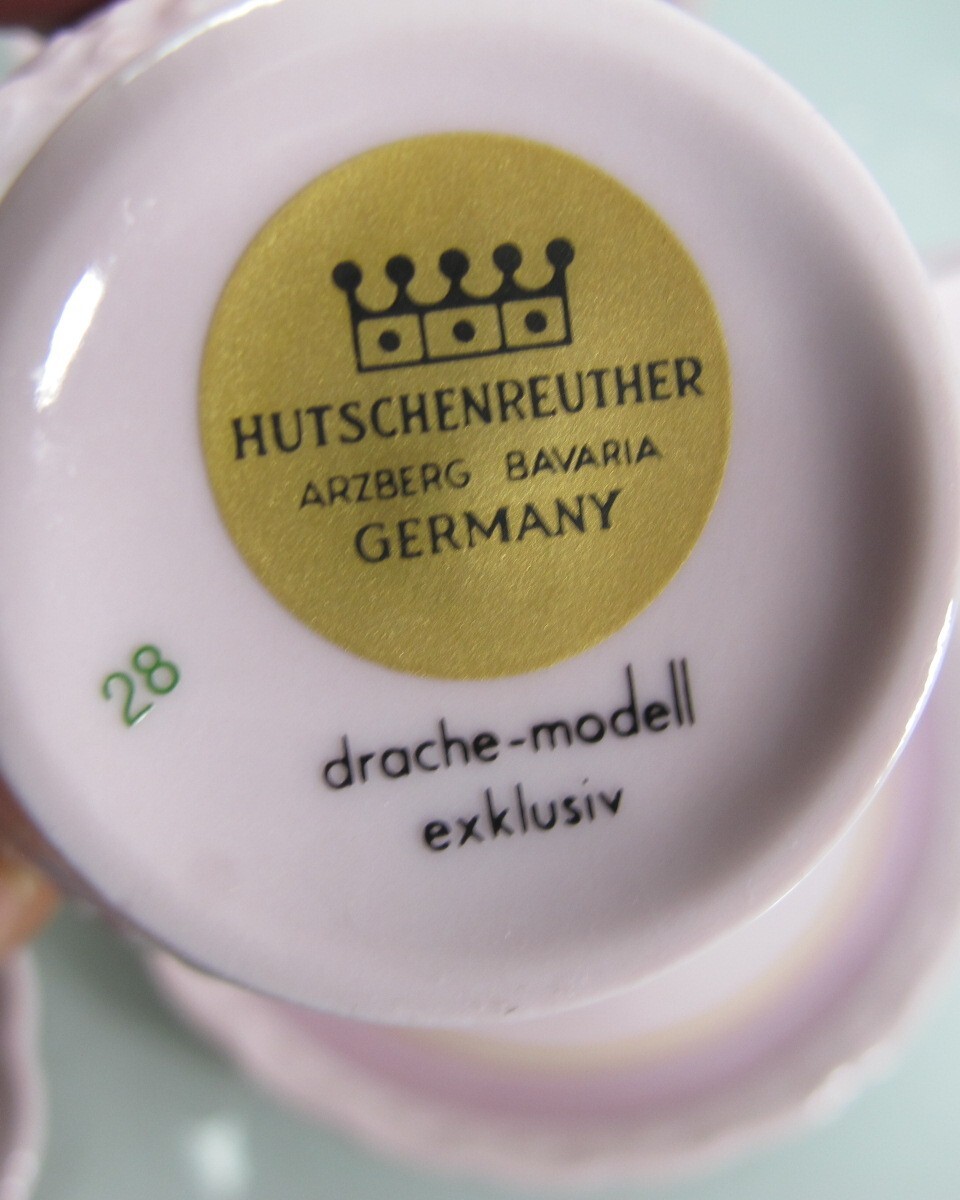 HUTSCHENREUTHER
ARZBERG BAVARIA
GERMANY
28
drache-modell
exklusiv